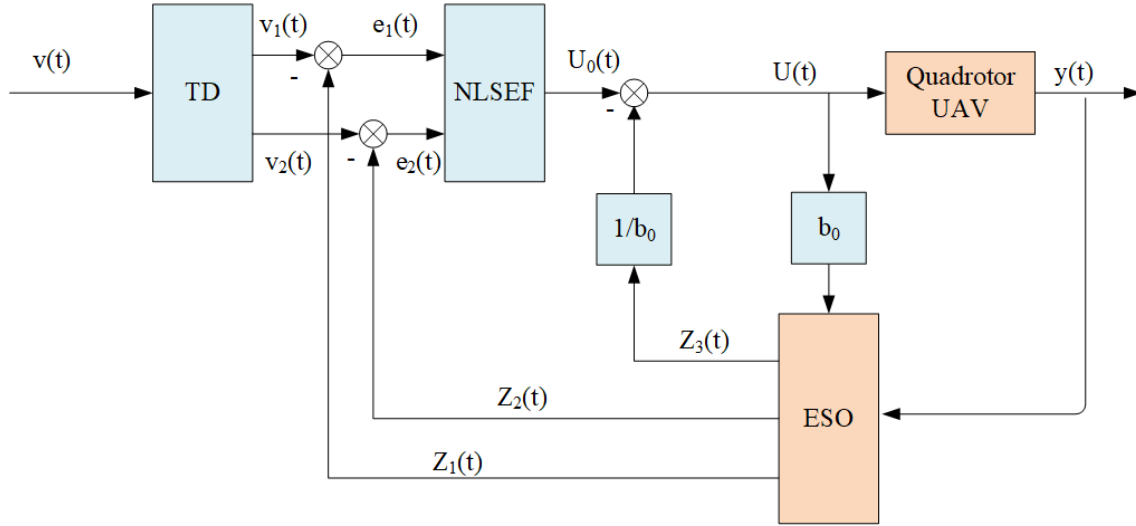 v(t)
TD
v₁(t)
-
e₁(t)
v₂(t)
-
e₂(t)
NLSEF
U₀(t)
-
U(t)
Quadrotor
UAV
y(t)
1/b₀
b₀
Z₃(t)
Z₂(t)
Z₁(t)
ESO